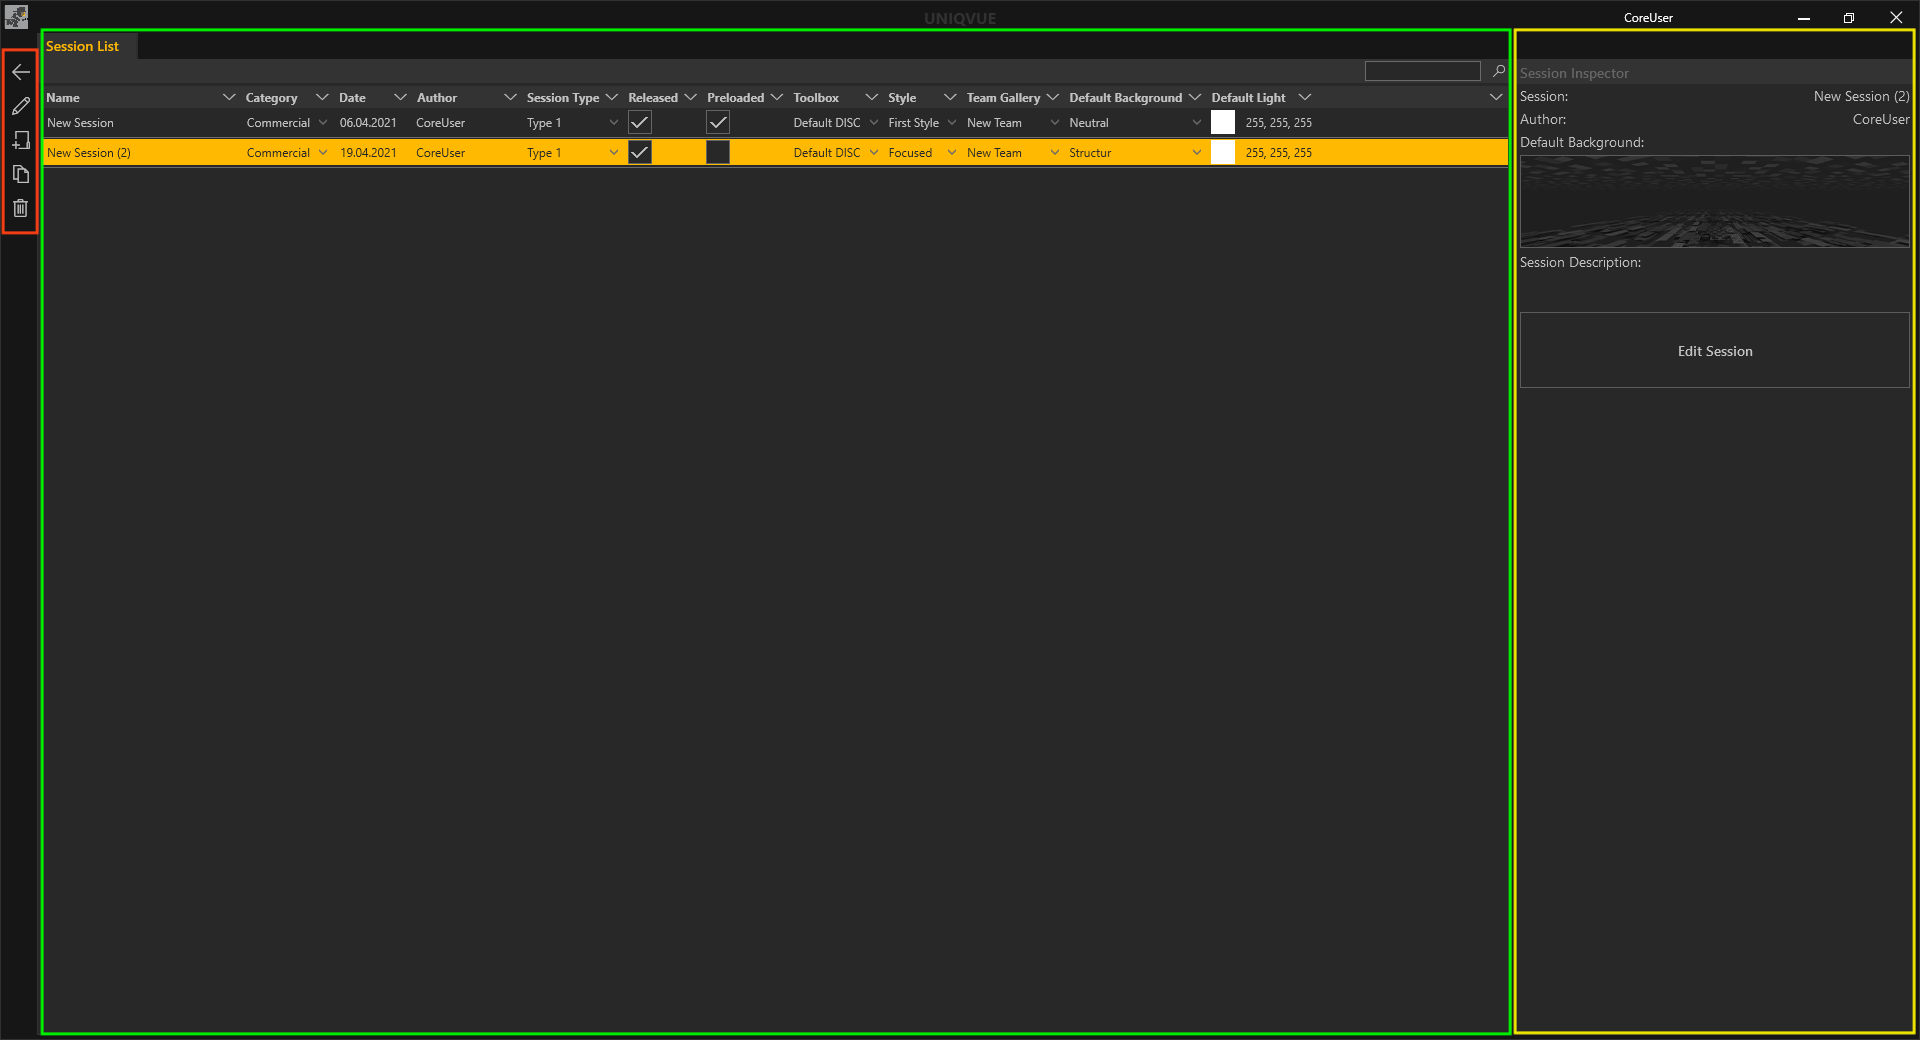 UNIQVUE
CoreUser
Session List
Name Category Date Author Session Type Released Preloaded Toolbox Style Team Gallery Default Background Default Light
New Session Commercial 06.04.2021 CoreUser Type 1 Default DISC First Style New Team Neutral 255, 255, 255
New Session (2) Commercial 19.04.2021 CoreUser Type 1 Default DISC Focused New Team Structur 255, 255, 255
Session Inspector
Session: New Session (2)
Author: CoreUser
Default Background:
Session Description:
Edit Session